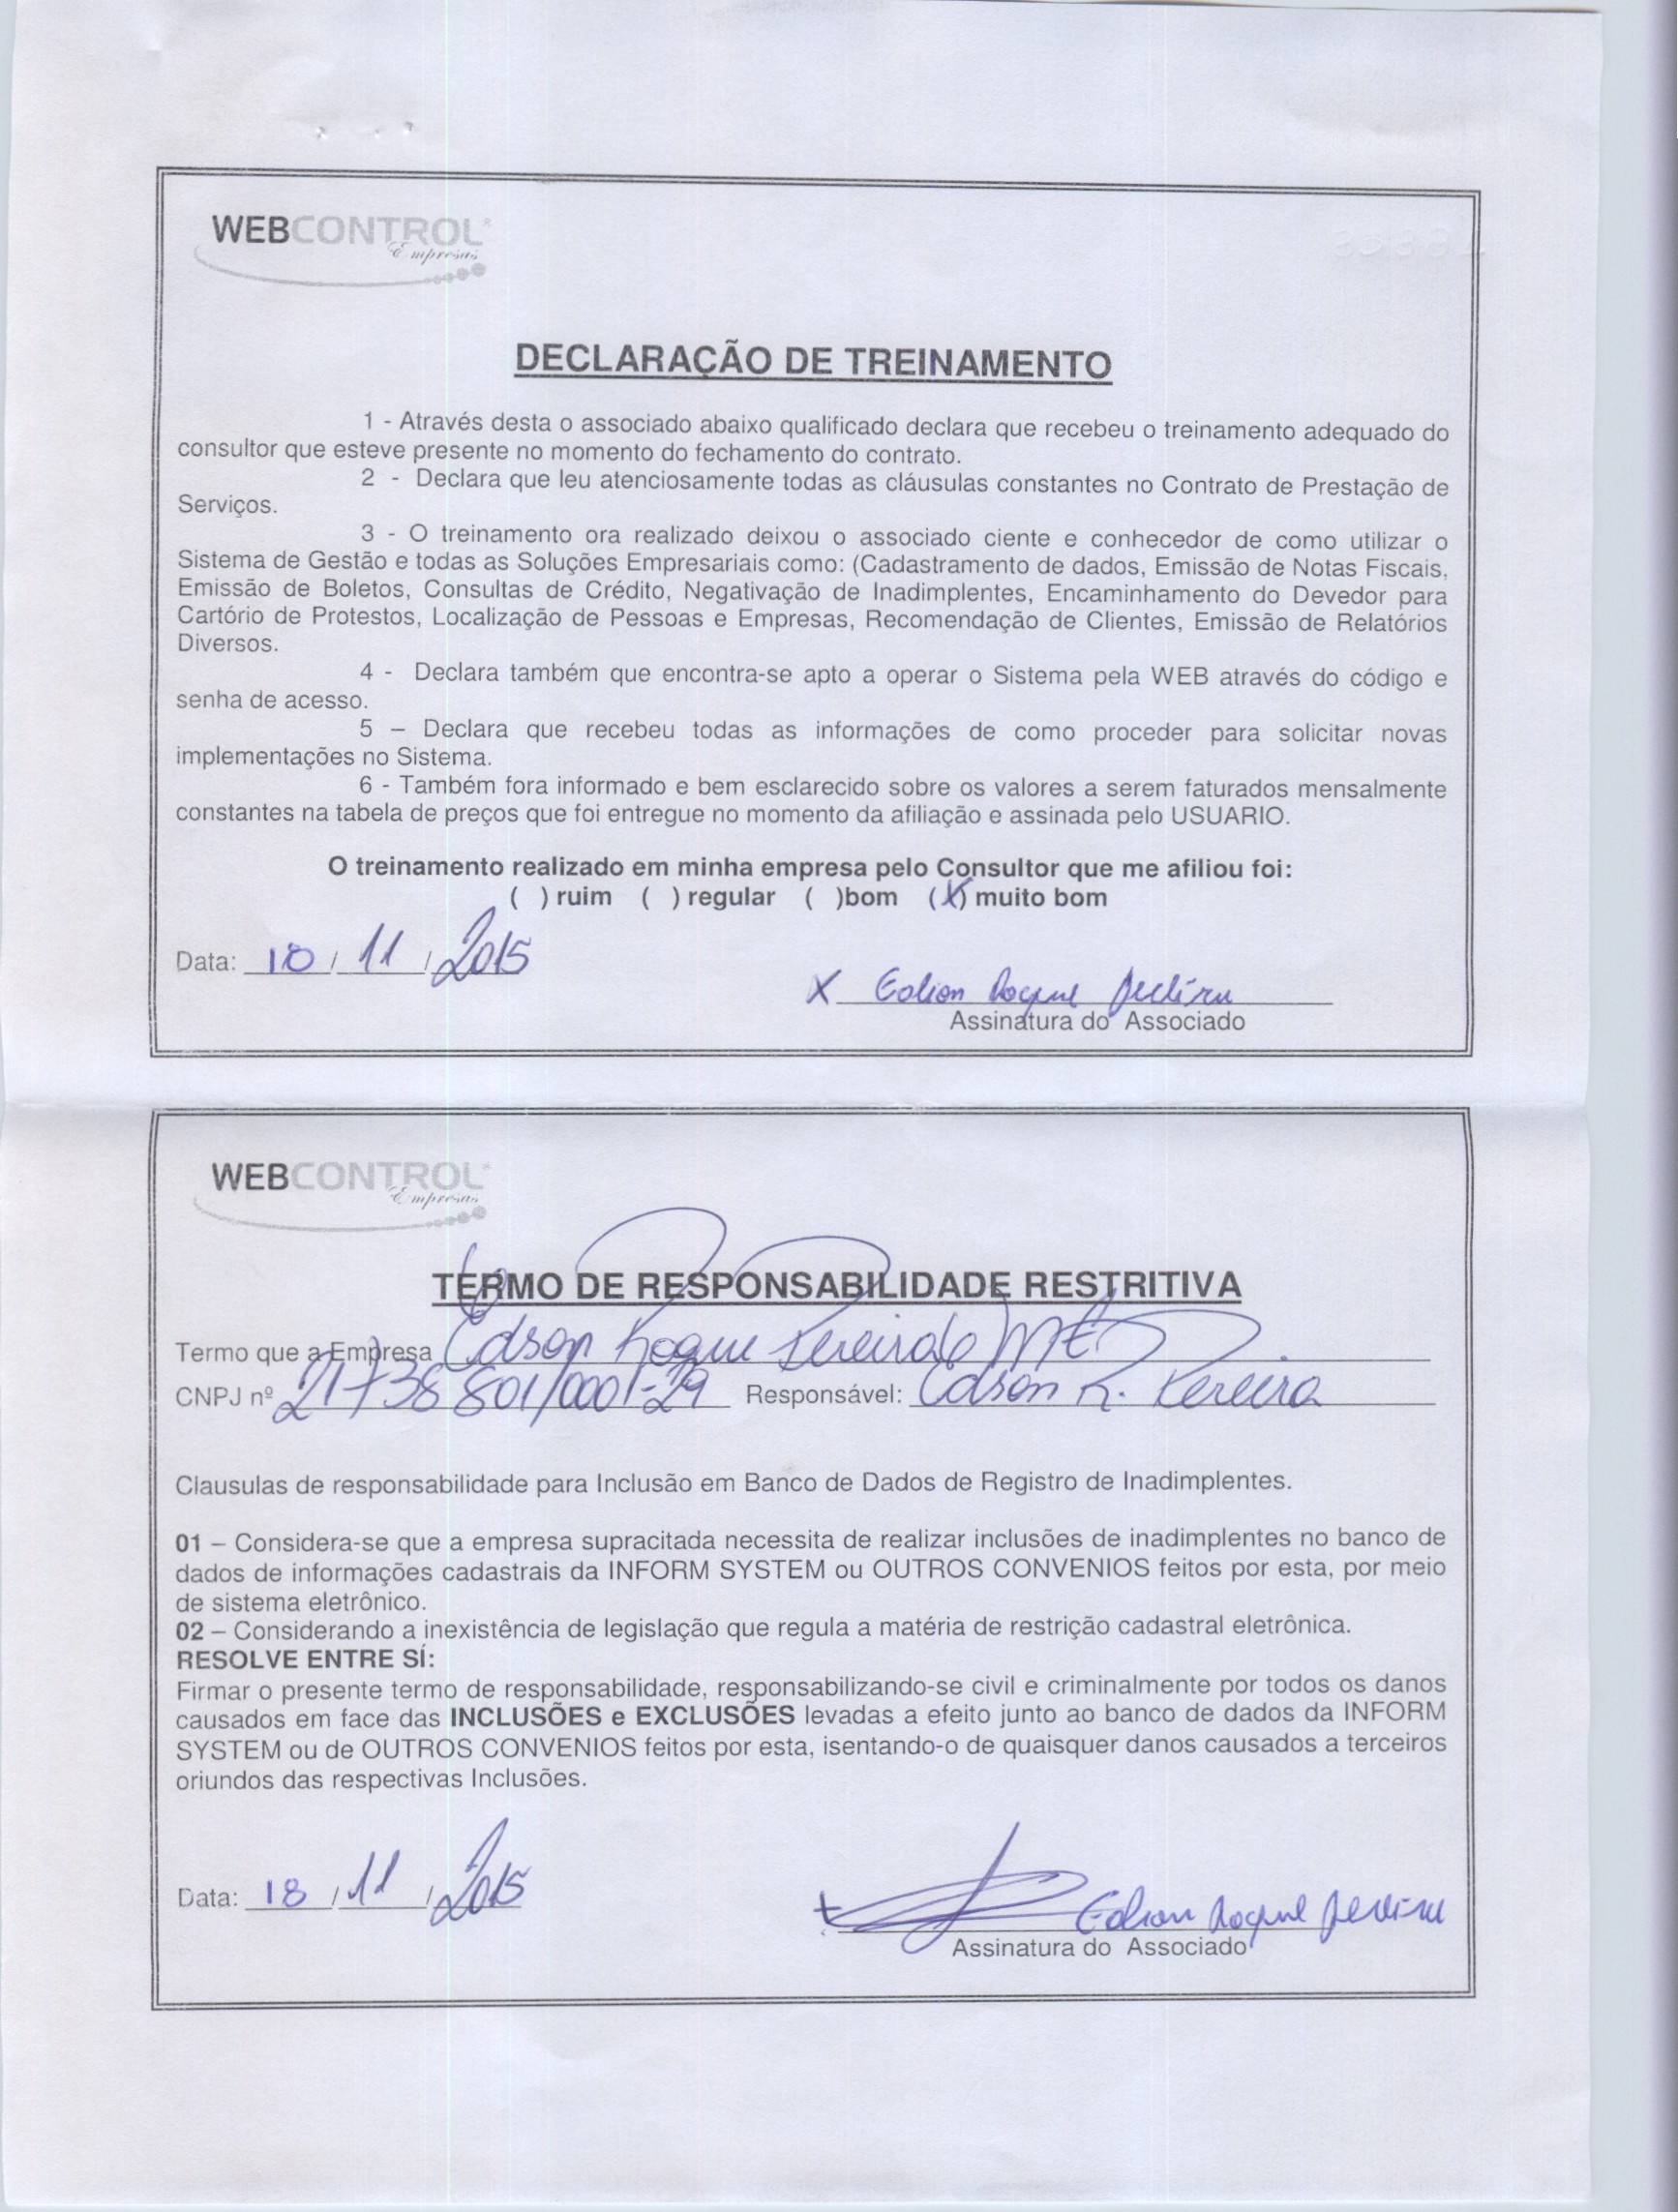 WEBCONTROL
Empresas
DECLARAÇÃO DE TREINAMENTO
1 - Através desta o associado abaixo qualificado declara que recebeu o treinamento adequado do
consultor que esteve presente no momento do fechamento do contrato.
2 - Declara que leu atenciosamente todas as cláusulas constantes no Contrato de Prestação de
Serviços.
3 - O treinamento ora realizado deixou o associado ciente e conhecedor de como utilizar o
Sistema de Gestão e todas as Soluções Empresariais como: (Cadastramento de dados, Emissão de Notas Fiscais,
Emissão de Boletos, Consultas de Crédito, Negativação de Inadimplentes, Encaminhamento do Devedor para
Cartório de Protestos, Localização de Pessoas e Empresas, Recomendação de Clientes, Emissão de Relatórios
Diversos.
4 - Declara também que encontra-se apto a operar o Sistema pela WEB através do código e
senha de acesso.
5 – Declara que recebeu todas as informações de como proceder para solicitar novas
implementações no Sistema.
6 - Também fora informado e bem esclarecido sobre os valores a serem faturados mensalmente
constantes na tabela de preços que foi entregue no momento da afiliação e assinada pelo USUARIO.
O treinamento realizado em minha empresa pelo Consultor que me afiliou foi:
( ) ruim ( ) regular ( )bom (X) muito bom
Data: 18 / 11 / 2015
X Edson Roque Pereira
Assinatura do Associado
WEBCONTROL
Empresas
TERMO DE RESPONSABILIDADE RESTRITIVA
Termo que a Empresa Edson Roque Pereira ME
CNPJ nº 21738801/0001-29 Responsável: Edson R. Pereira
Clausulas de responsabilidade para Inclusão em Banco de Dados de Registro de Inadimplentes.
01 – Considera-se que a empresa supracitada necessita de realizar inclusões de inadimplentes no banco de
dados de informações cadastrais da INFORM SYSTEM ou OUTROS CONVENIOS feitos por esta, por meio
de sistema eletrônico.
02 – Considerando a inexistência de legislação que regula a matéria de restrição cadastral eletrônica.
RESOLVE ENTRE SÍ:
Firmar o presente termo de responsabilidade, responsabilizando-se civil e criminalmente por todos os danos
causados em face das INCLUSÕES e EXCLUSÕES levadas a efeito junto ao banco de dados da INFORM
SYSTEM ou de OUTROS CONVENIOS feitos por esta, isentando-o de quaisquer danos causados a terceiros
oriundos das respectivas Inclusões.
Data: 18 / 11 / 2015
Edson Roque Pereira
Assinatura do Associado